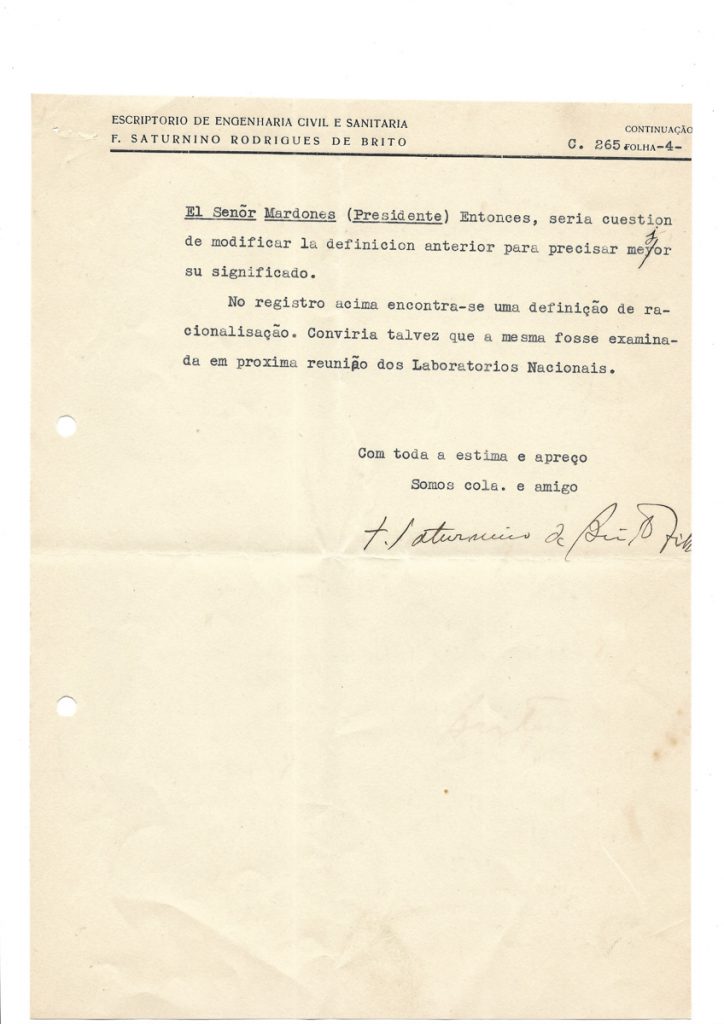 ESCRIPTORIO DE ENGENHARIA CIVIL E SANITARIA
F. SATURNINO RODRIGUES DE BRITO
CONTINUAÇÃO
C. 265 FOLHA -4-
El Senõr Mardones (Presidente) Entonces, seria cuestion
de modificar la definicion anterior para precisar mejor
su significado.
No registro acima encontra-se uma definição de ra-
cionalisação. Conviria talvez que a mesma fosse examina-
da em proxima reunião dos Laboratorios Nacionais.
Com toda a estima e apreço
Somos cola. e amigo
F. Saturnino de Brito